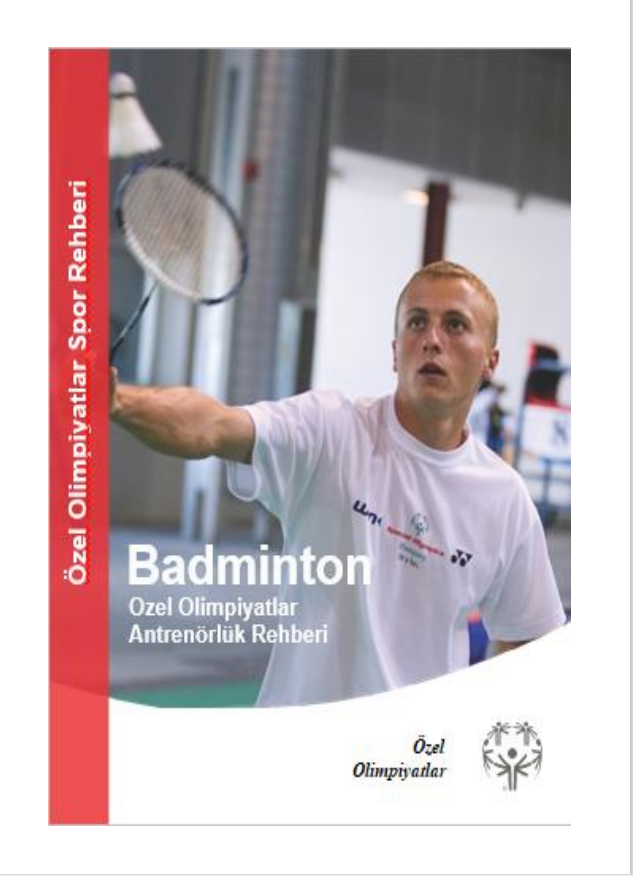 Özel Olimpiyatlar Spor Rehberi
Badminton
Ozel Olimpiyatlar
Antrenörlük Rehberi
Özel
Olimpiyatlar